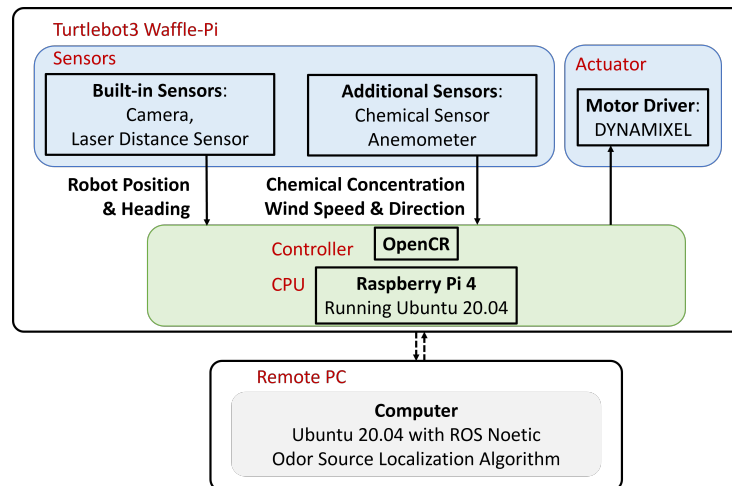 Turtlebot3 Waffle-Pi
Sensors
Built-in Sensors:
Camera,
Laser Distance Sensor
Additional Sensors:
Chemical Sensor
Anemometer
Actuator
Motor Driver:
DYNAMIXEL
Robot Position
& Heading
Chemical Concentration
Wind Speed & Direction
Controller
OpenCR
CPU
Raspberry Pi 4
Running Ubuntu 20.04
Remote PC
Computer
Ubuntu 20.04 with ROS Noetic
Odor Source Localization Algorithm